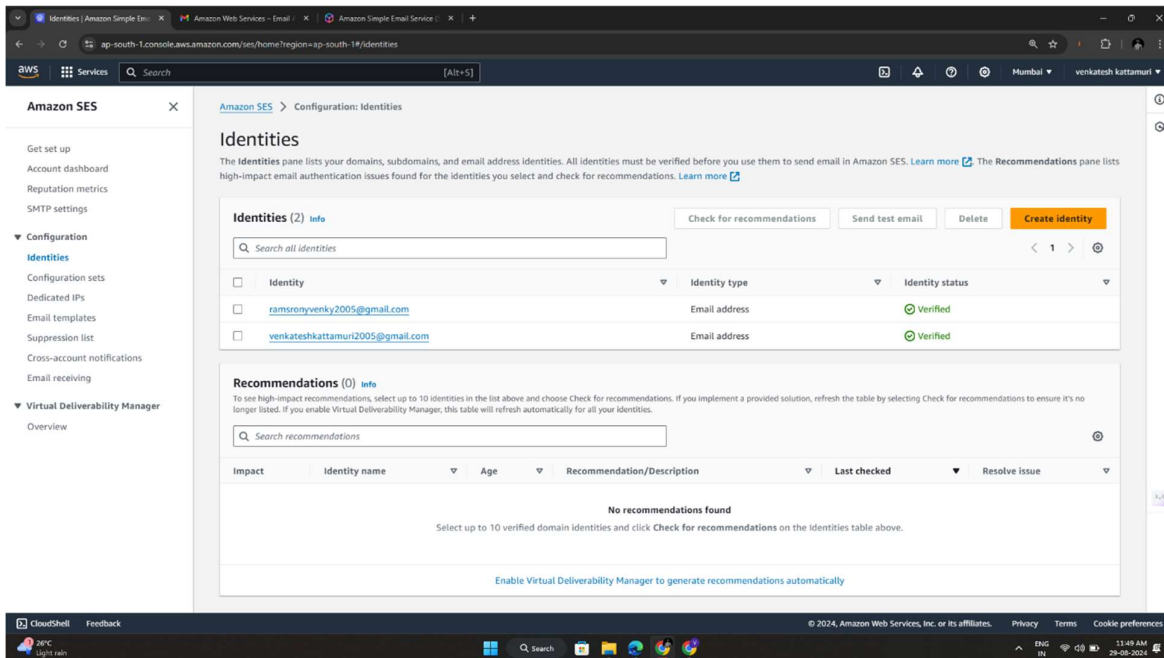 Identities | Amazon Simple Em
Amazon Web Services – Email
Amazon Simple Email Service
ap-south-1.console.aws.amazon.com/ses/home?region=ap-south-1#/identities
aws
Services
Search
[Alt+S]
Mumbai
venkatesh kattamuri
Amazon SES
Get set up
Account dashboard
Reputation metrics
SMTP settings
Configuration
Identities
Configuration sets
Dedicated IPs
Email templates
Suppression list
Cross-account notifications
Email receiving
Virtual Deliverability Manager
Overview
Amazon SES > Configuration: Identities
Identities
The Identities pane lists your domains, subdomains, and email address identities. All identities must be verified before you use them to send email in Amazon SES. Learn more. The Recommendations pane lists
high-impact email authentication issues found for the identities you select and check for recommendations. Learn more
Identities (2) Info
Check for recommendations
Send test email
Delete
Create identity
Search all identities
1
Identity
Identity type
Identity status
ramsronyvenky2005@gmail.com
Email address
Verified
venkateshkattamuri2005@gmail.com
Email address
Verified
Recommendations (0) Info
To see high-impact recommendations, select up to 10 identities in the list above and choose Check for recommendations. If you implement a provided solution, refresh the table by selecting Check for recommendations to ensure it's no
longer listed. If you enable Virtual Deliverability Manager, this table will refresh automatically for all your identities.
Search recommendations
Impact
Identity name
Age
Recommendation/Description
Last checked
Resolve issue
No recommendations found
Select up to 10 verified domain identities and click Check for recommendations on the Identities table above.
Enable Virtual Deliverability Manager to generate recommendations automatically
CloudShell
Feedback
© 2024, Amazon Web Services, Inc. or its affiliates.
Privacy
Terms
Cookie preferences
26°C
Light rain
Search
ENG
IN
11:49 AM
29-08-2024